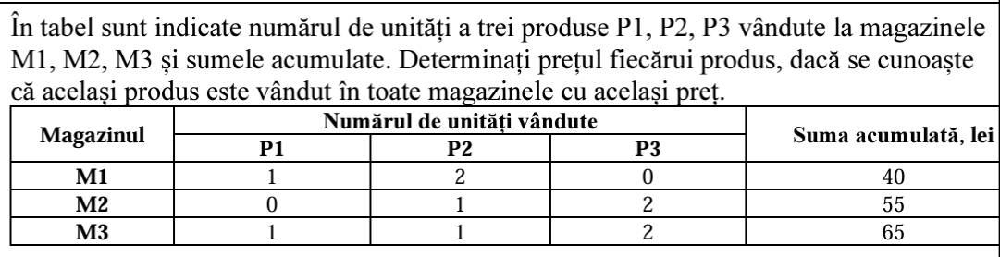 În tabel sunt indicate numărul de unități a trei produse P1, P2, P3 vândute la magazinele
M1, M2, M3 și sumele acumulate. Determinați prețul fiecărui produs, dacă se cunoaște
că același produs este vândut în toate magazinele cu același preț.
Magazinul Numărul de unități vândute Suma acumulată, lei
P1 P2 P3
M1 1 2 0 40
M2 0 1 2 55
M3 1 1 2 65